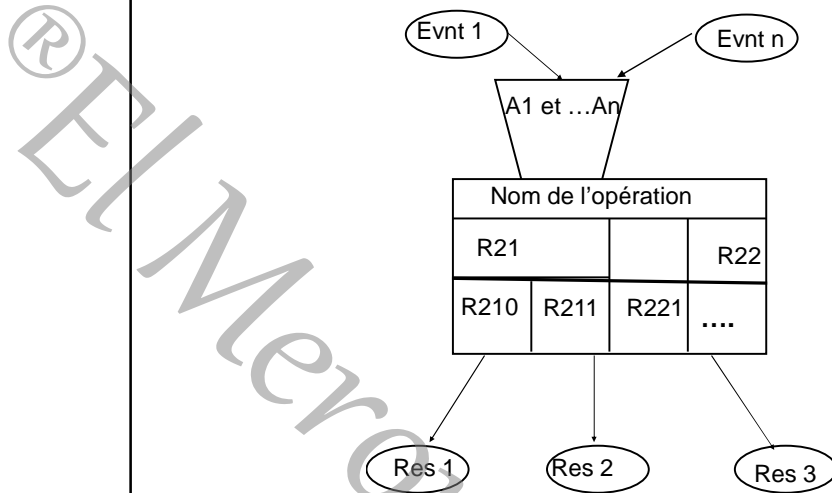 Evnt 1
Evnt n
A1 et …An
Nom de l’opération
R21
R22
R210
R211
R221
….
Res 1
Res 2
Res 3